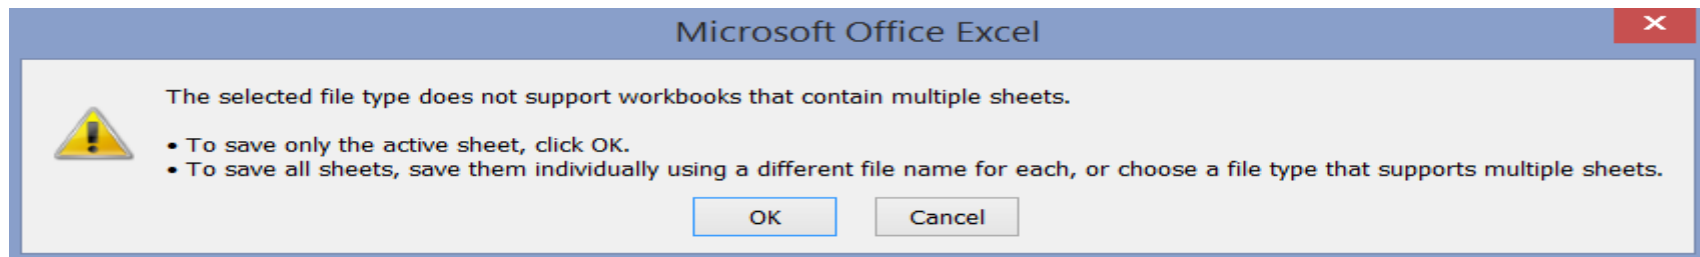 Microsoft Office Excel
The selected file type does not support workbooks that contain multiple sheets.
• To save only the active sheet, click OK.
• To save all sheets, save them individually using a different file name for each, or choose a file type that supports multiple sheets.
OK
Cancel